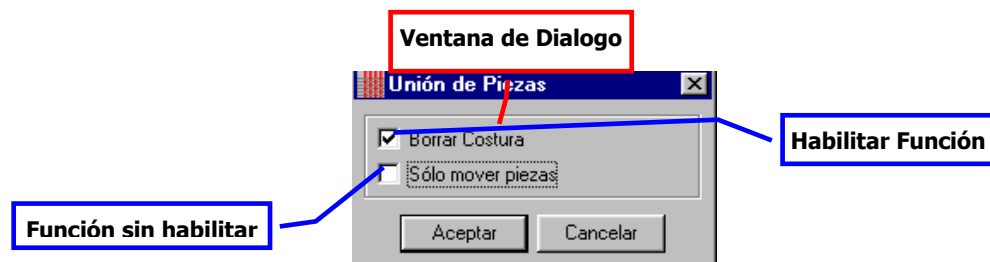 Ventana de Dialogo
Unión de Piezas
Borrar Costura
Habilitar Función
Sólo mover piezas
Función sin habilitar
Aceptar
Cancelar